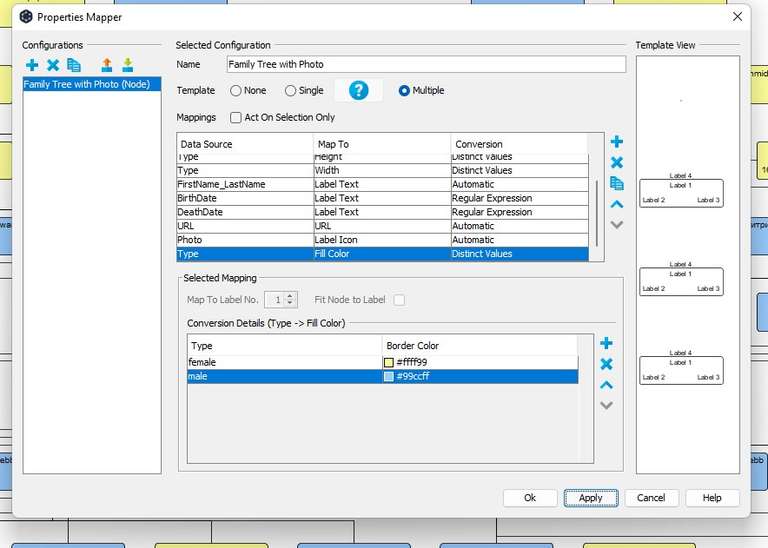 Properties Mapper
Configurations
Family Tree with Photo (Node)
Selected Configuration
Name Family Tree with Photo
Template None Single ? Multiple
Mappings Act On Selection Only
Data Source Map To Conversion
Type Height Distinct Values
Type Width Distinct Values
FirstName_LastName Label Text Automatic
BirthDate Label Text Regular Expression
DeathDate Label Text Regular Expression
URL URL Automatic
Photo Label Icon Automatic
Type Fill Color Distinct Values
Selected Mapping
Map To Label No. 1 Fit Node to Label
Conversion Details (Type -> Fill Color)
Type Border Color
female #ffff99
male #99ccff
Template View
Label 4
Label 1
Label 2 Label 3
Label 4
Label 1
Label 2 Label 3
Label 4
Label 1
Label 2 Label 3
Ok Apply Cancel Help